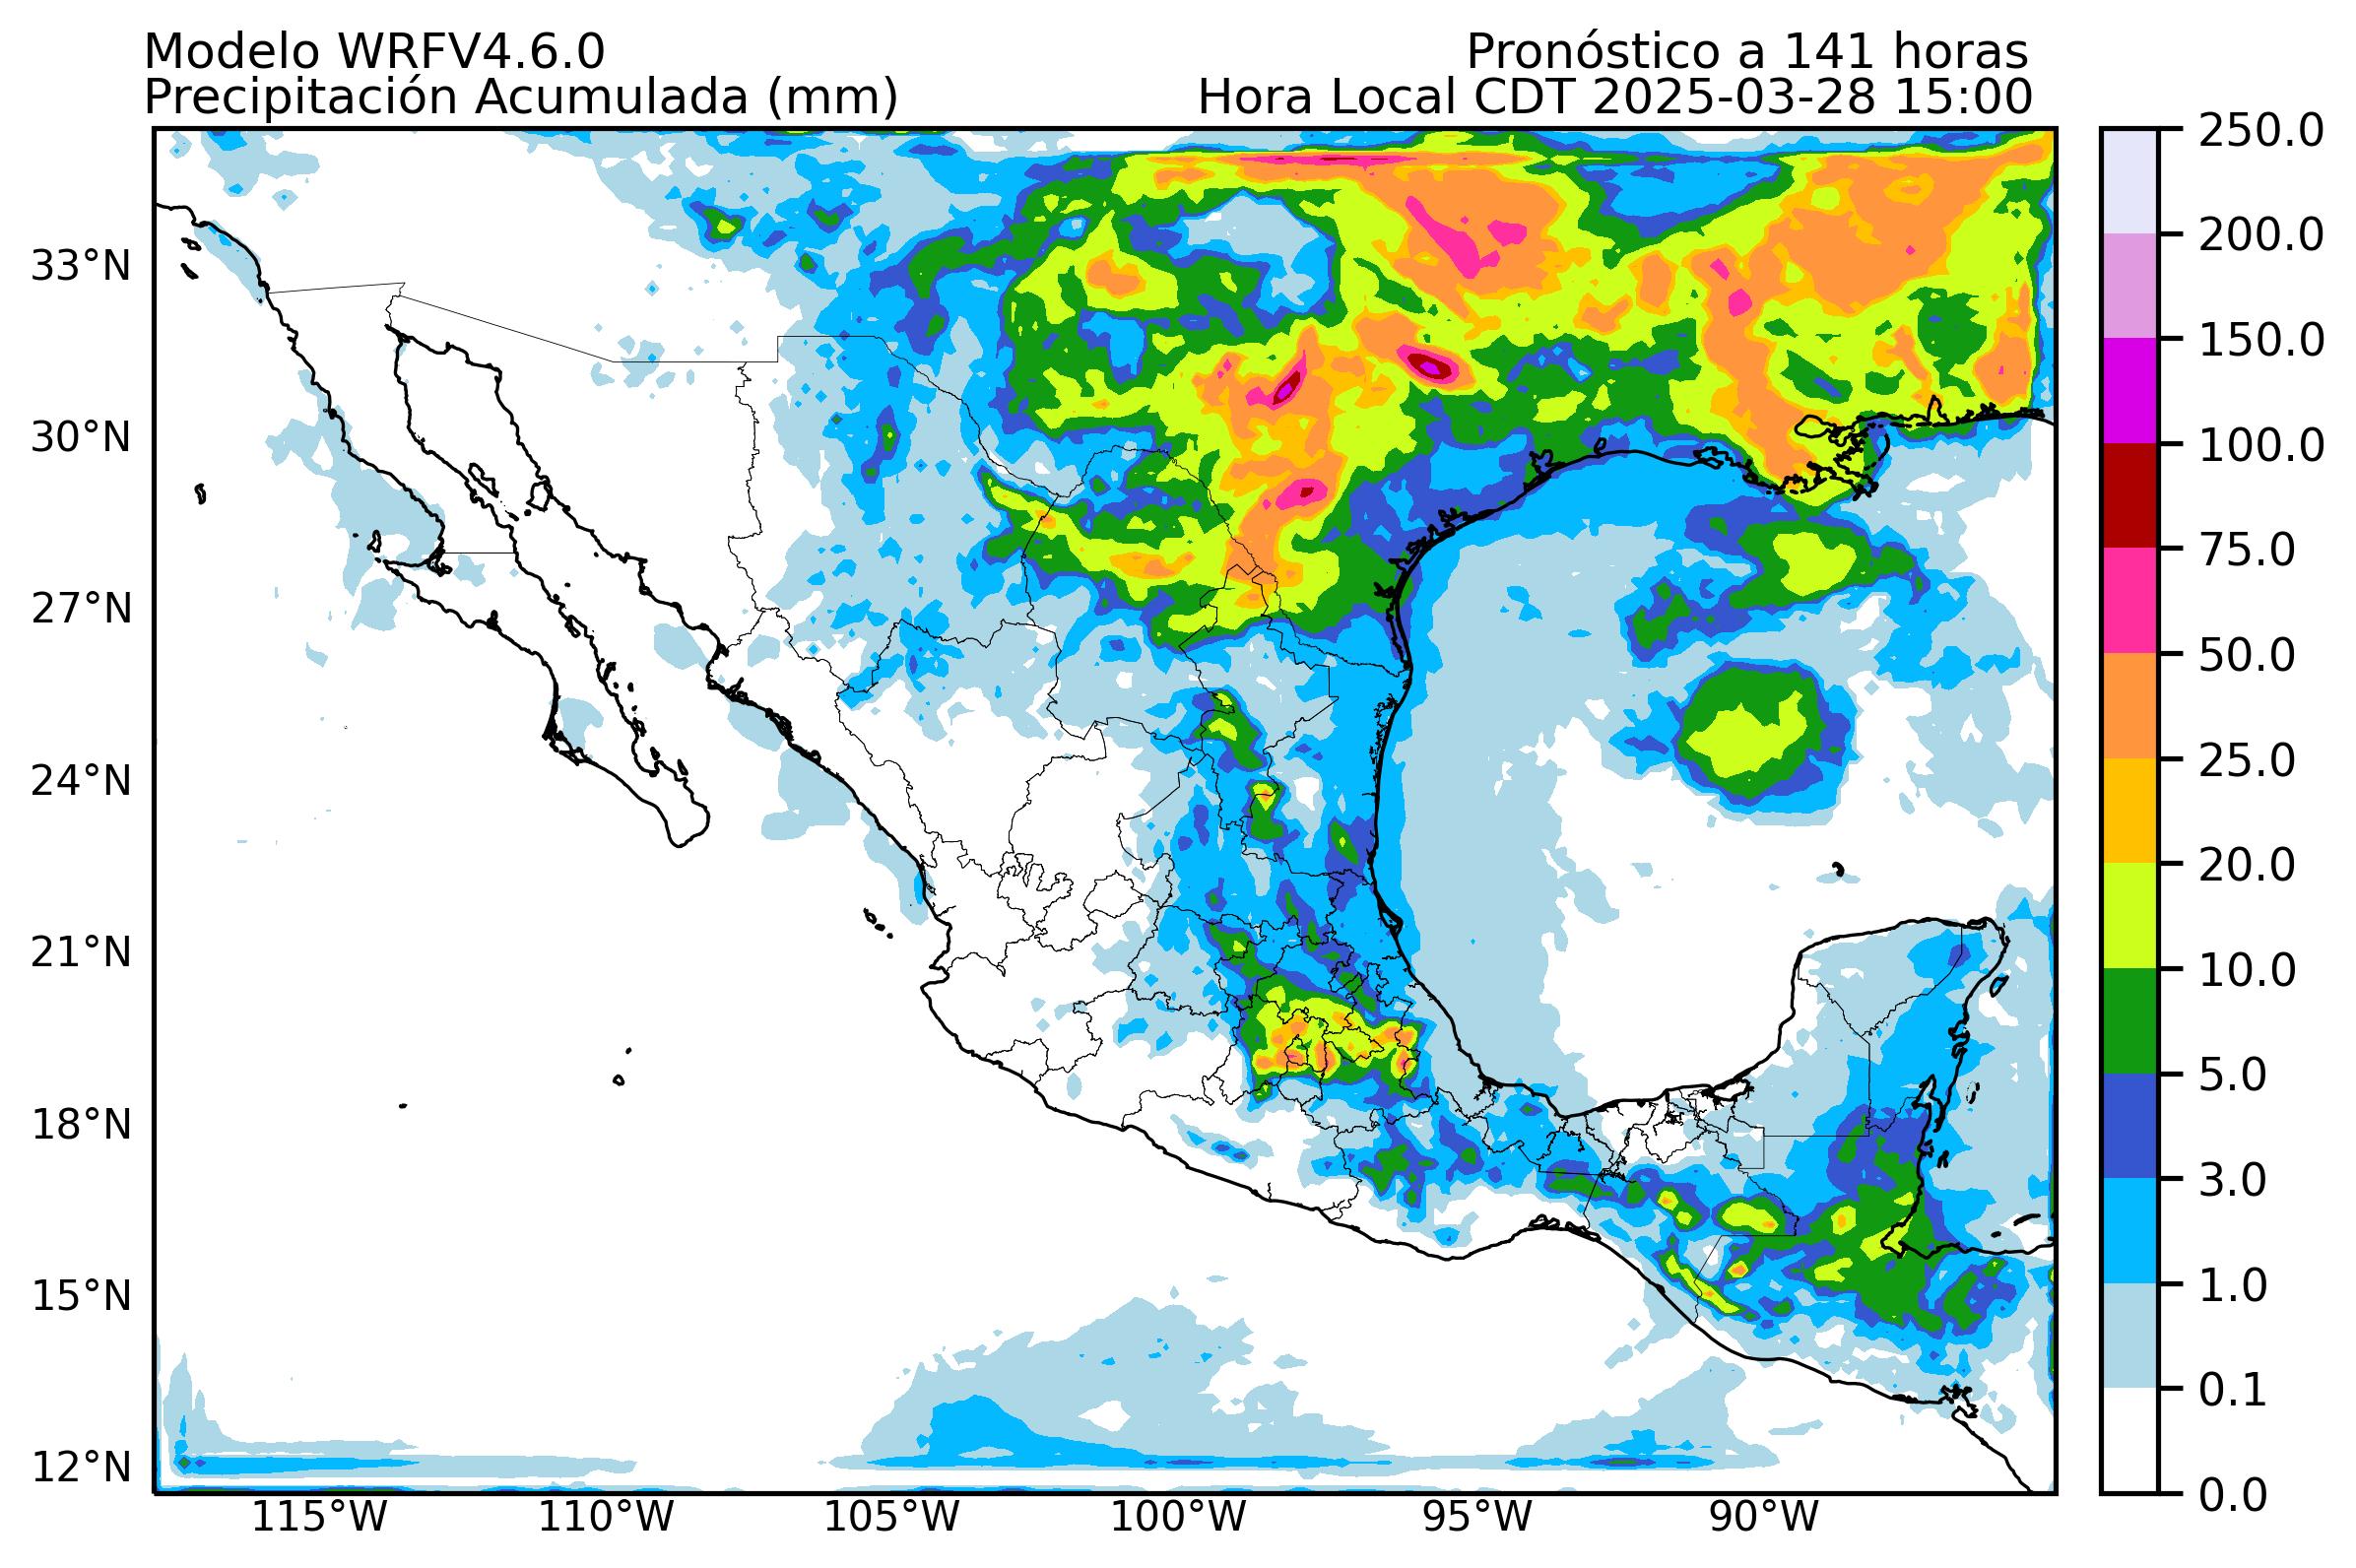 Modelo WRFV4.6.0
Pronóstico a 141 horas
Precipitación Acumulada (mm)
Hora Local CDT 2025-03-28 15:00
33°N
30°N
27°N
24°N
21°N
18°N
15°N
12°N
115°W
110°W
105°W
100°W
95°W
90°W
250.0
200.0
150.0
100.0
75.0
50.0
25.0
20.0
10.0
5.0
3.0
1.0
0.1
0.0